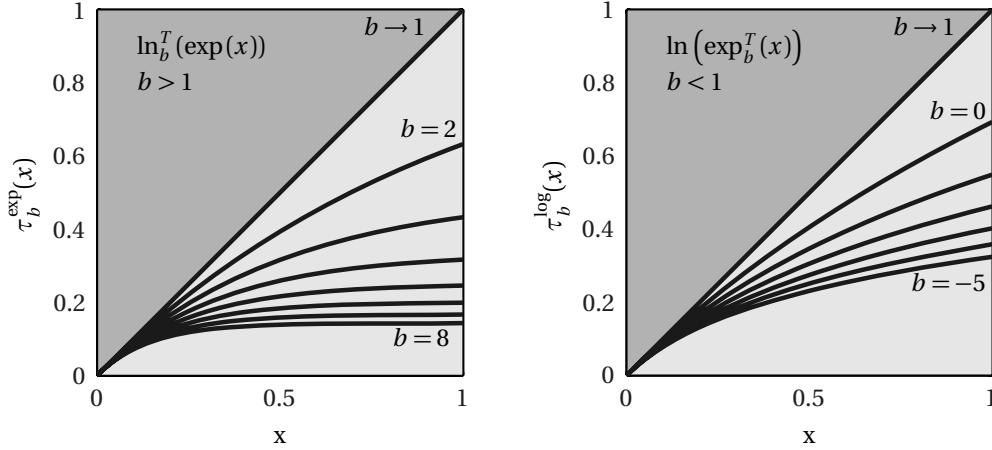 1
0.8
0.6
0.4
0.2
0
0
0.5
1
x
τ_b^exp(x)
ln_b^T(exp(x))
b > 1
b → 1
b = 2
b = 8
1
0.8
0.6
0.4
0.2
0
0
0.5
1
x
τ_b^log(x)
ln(exp_b^T(x))
b < 1
b → 1
b = 0
b = −5